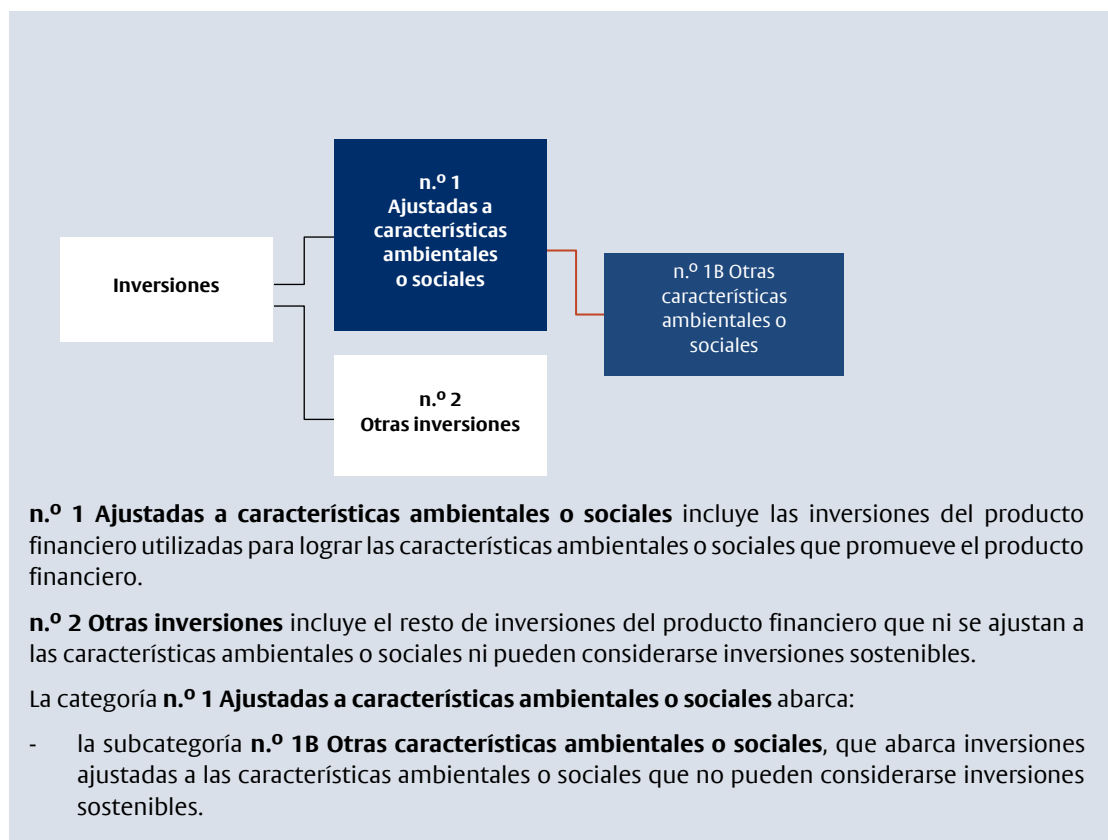 n.º 1
Ajustadas a
características
ambientales
o sociales
Inversiones
n.º 1B Otras
características
ambientales o
sociales
n.º 2
Otras inversiones
n.º 1 Ajustadas a características ambientales o sociales incluye las inversiones del producto
financiero utilizadas para lograr las características ambientales o sociales que promueve el producto
financiero.
n.º 2 Otras inversiones incluye el resto de inversiones del producto financiero que ni se ajustan a
las características ambientales o sociales ni pueden considerarse inversiones sostenibles.
La categoría n.º 1 Ajustadas a características ambientales o sociales abarca:
- la subcategoría n.º 1B Otras características ambientales o sociales, que abarca inversiones
ajustadas a las características ambientales o sociales que no pueden considerarse inversiones
sostenibles.